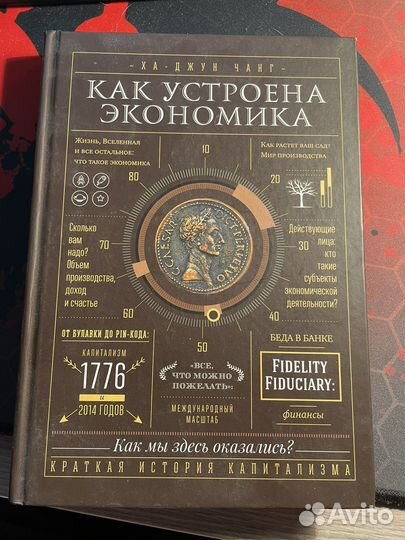 ХА-ДЖУН ЧАНГ
КАК УСТРОЕНА
ЭКОНОМИКА
Жизнь, Вселенная
и все остальное:
что такое экономика
10
Как растет ваш сад?
Мир производства
80
20
Сколько
вам
надо?
Объем
производства,
доход
и счастье
70
Действующие
лица:
кто
такие
субъекты
экономической
деятельности?
30
60
40
50
ОТ БУЛАВКИ ДО PIN-КОДА:
КАПИТАЛИЗМ
1776
и
2014 ГОДОВ
«ВСЕ,
ЧТО МОЖНО
ПОЖЕЛАТЬ»:
МЕЖДУНАРОДНЫЙ
МАСШТАБ
БЕДА В БАНКЕ
FIDELITY
FIDUCIARY:
финансы
Как мы здесь оказались?
КРАТКАЯ ИСТОРИЯ КАПИТАЛИЗМА
Avito